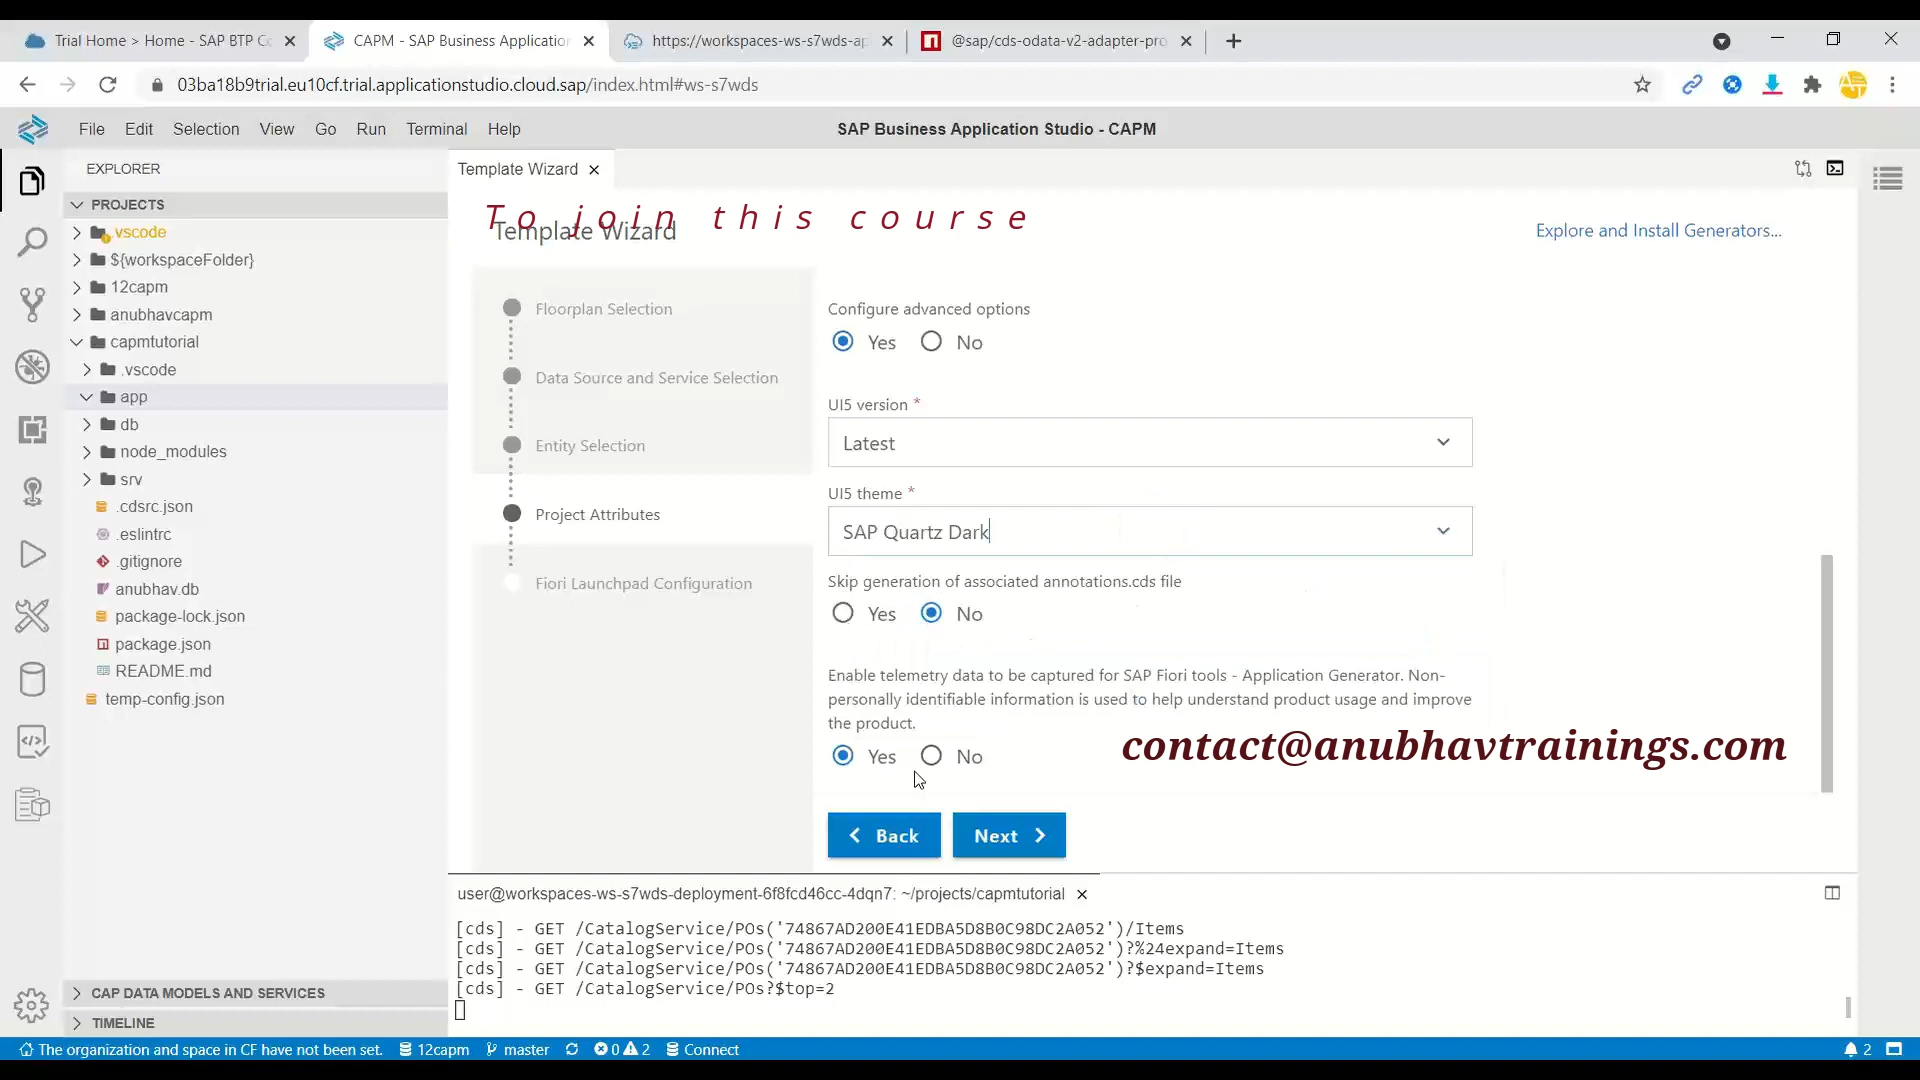 Trial Home > Home - SAP BTP Co
CAPM - SAP Business Application
https://workspaces-ws-s7wds-ap
@sap/cds-odata-v2-adapter-pro
03ba18b9trial.eu10cf.trial.applicationstudio.cloud.sap/index.html#ws-s7wds
File Edit Selection View Go Run Terminal Help
SAP Business Application Studio - CAPM
EXPLORER
PROJECTS
.vscode
${workspaceFolder}
12capm
anubhavcapm
capmtutorial
.vscode
app
db
node_modules
srv
.cdsrc.json
.eslintrc
.gitignore
anubhav.db
package-lock.json
package.json
README.md
temp-config.json
CAP DATA MODELS AND SERVICES
TIMELINE
Template Wizard
To join this course
Template Wizard
Explore and Install Generators...
Floorplan Selection
Data Source and Service Selection
Entity Selection
Project Attributes
Fiori Launchpad Configuration
Configure advanced options
Yes No
UI5 version *
Latest
UI5 theme *
SAP Quartz Dark
Skip generation of associated annotations.cds file
Yes No
Enable telemetry data to be captured for SAP Fiori tools - Application Generator. Non-
personally identifiable information is used to help understand product usage and improve
the product.
Yes No
contact@anubhavtrainings.com
Back Next
user@workspaces-ws-s7wds-deployment-6f8fcd46cc-4dqn7: ~/projects/capmtutorial
[cds] - GET /CatalogService/POs('74867AD200E41EDBA5D8B0C98DC2A052')/Items
[cds] - GET /CatalogService/POs('74867AD200E41EDBA5D8B0C98DC2A052')?%24expand=Items
[cds] - GET /CatalogService/POs('74867AD200E41EDBA5D8B0C98DC2A052')?$expand=Items
[cds] - GET /CatalogService/POs?$top=2
The organization and space in CF have not been set. 12capm master 0 2 Connect 2